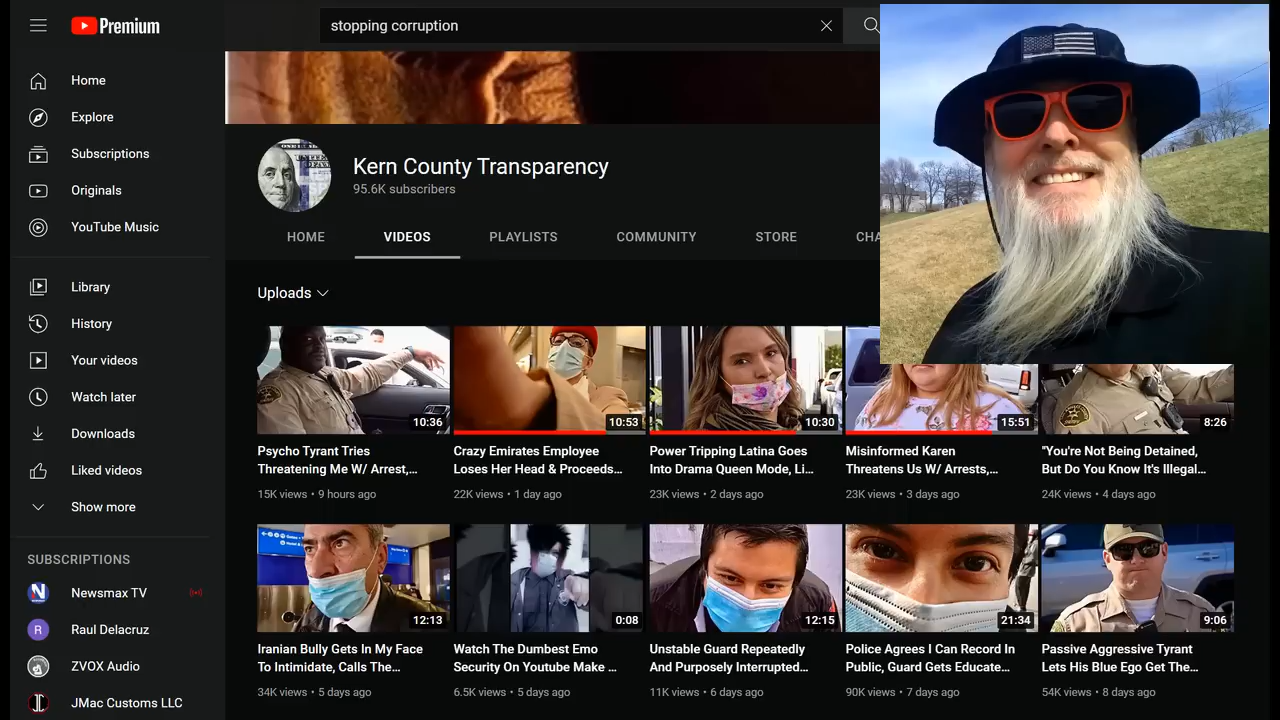 Premium
stopping corruption
Home
Explore
Subscriptions
Originals
YouTube Music
Library
History
Your videos
Watch later
Downloads
Liked videos
Show more
SUBSCRIPTIONS
Newsmax TV
R Raul Delacruz
ZVOX Audio
JMac Customs LLC
Kern County Transparency
95.6K subscribers
HOME VIDEOS PLAYLISTS COMMUNITY STORE CHA
Uploads
10:36
Psycho Tyrant Tries
Threatening Me W/ Arrest,...
15K views • 9 hours ago
10:53
Crazy Emirates Employee
Loses Her Head & Proceeds...
22K views • 1 day ago
10:30
Power Tripping Latina Goes
Into Drama Queen Mode, Li...
23K views • 2 days ago
15:51
Misinformed Karen
Threatens Us W/ Arrests,...
23K views • 3 days ago
8:26
"You're Not Being Detained,
But Do You Know It's Illegal...
24K views • 4 days ago
12:13
Iranian Bully Gets In My Face
To Intimidate, Calls The...
34K views • 5 days ago
0:08
Watch The Dumbest Emo
Security On Youtube Make ...
6.5K views • 5 days ago
12:15
Unstable Guard Repeatedly
And Purposely Interrupted...
11K views • 6 days ago
21:34
Police Agrees I Can Record In
Public, Guard Gets Educate...
90K views • 7 days ago
9:06
Passive Aggressive Tyrant
Lets His Blue Ego Get The...
54K views • 8 days ago